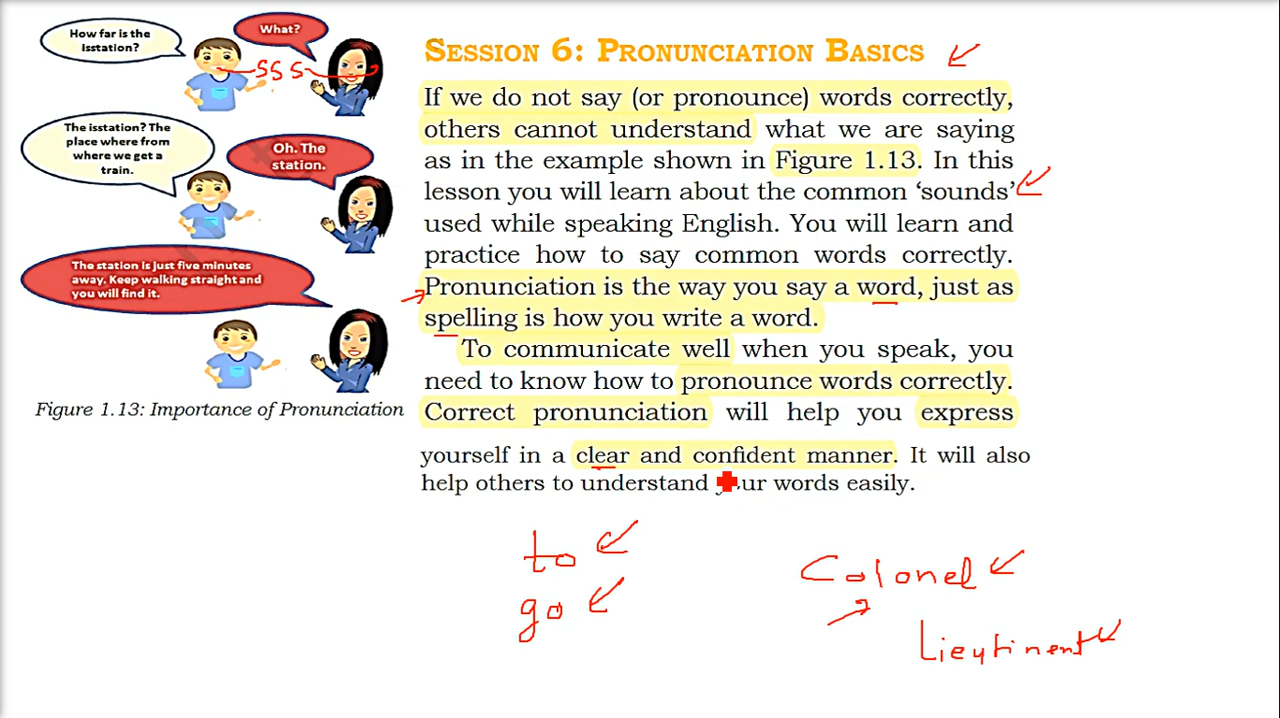 How far is the
isstation?
What?
SSS
The isstation? The
place where from
where we get a
train.
Oh. The
station.
The station is just five minutes
away. Keep walking straight and
you will find it.
Figure 1.13: Importance of Pronunciation
SESSION 6: PRONUNCIATION BASICS
If we do not say (or pronounce) words correctly,
others cannot understand what we are saying
as in the example shown in Figure 1.13. In this
lesson you will learn about the common ‘sounds’
used while speaking English. You will learn and
practice how to say common words correctly.
Pronunciation is the way you say a word, just as
spelling is how you write a word.
To communicate well when you speak, you
need to know how to pronounce words correctly.
Correct pronunciation will help you express
yourself in a clear and confident manner. It will also
help others to understand your words easily.
to
go
Colonel
Lieytinent